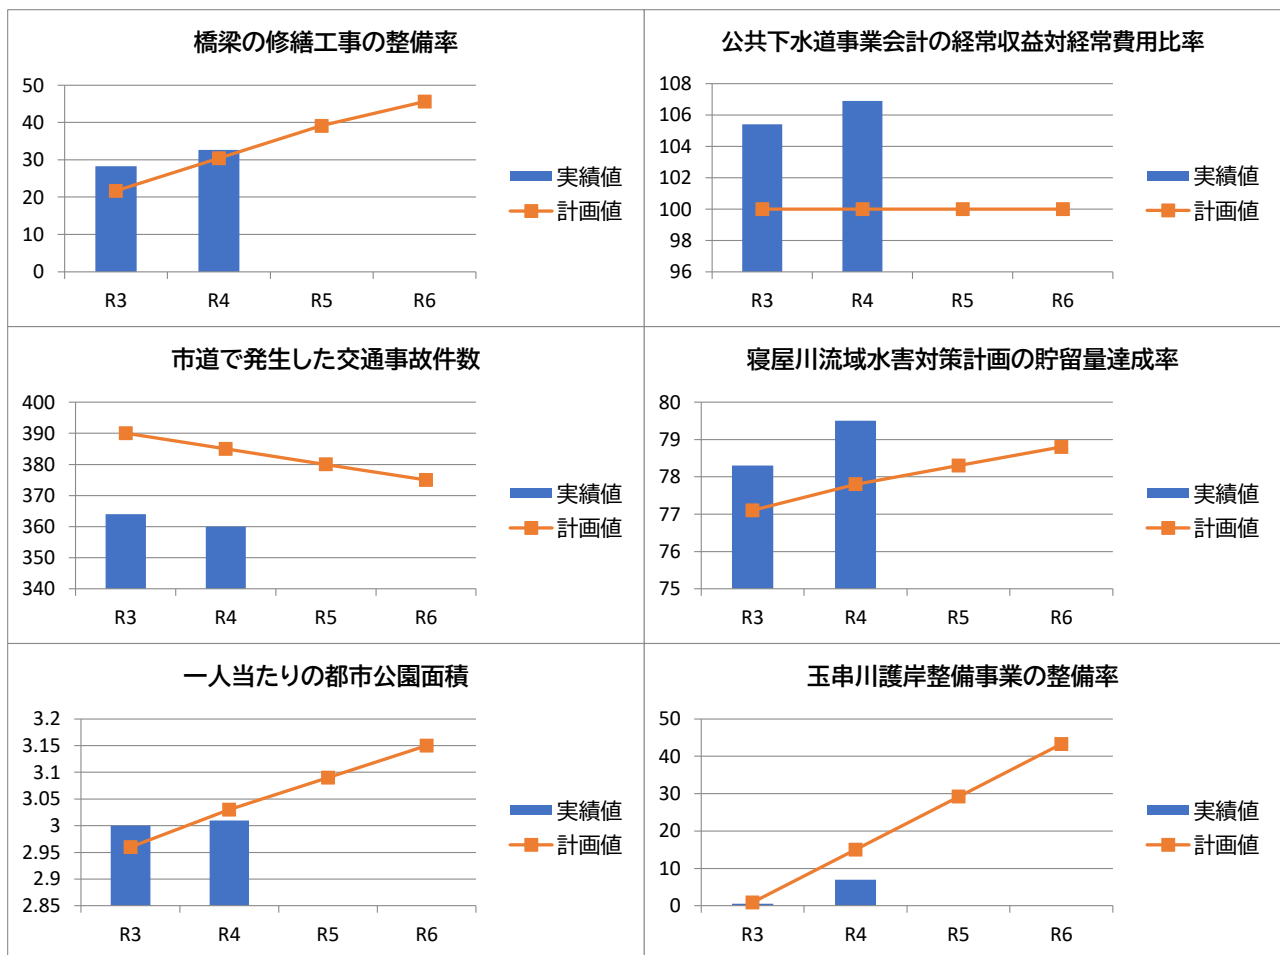 橋梁の修繕工事の整備率
50
40
30
20
10
0
R3 R4 R5 R6
実績値
計画値
公共下水道事業会計の経常収益対経常費用比率
108
106
104
102
100
98
96
R3 R4 R5 R6
実績値
計画値
市道で発生した交通事故件数
400
390
380
370
360
350
340
R3 R4 R5 R6
実績値
計画値
寝屋川流域水害対策計画の貯留量達成率
80
79
78
77
76
75
R3 R4 R5 R6
実績値
計画値
一人当たりの都市公園面積
3.2
3.15
3.1
3.05
3
2.95
2.9
2.85
R3 R4 R5 R6
実績値
計画値
玉串川護岸整備事業の整備率
50
40
30
20
10
0
R3 R4 R5 R6
実績値
計画値